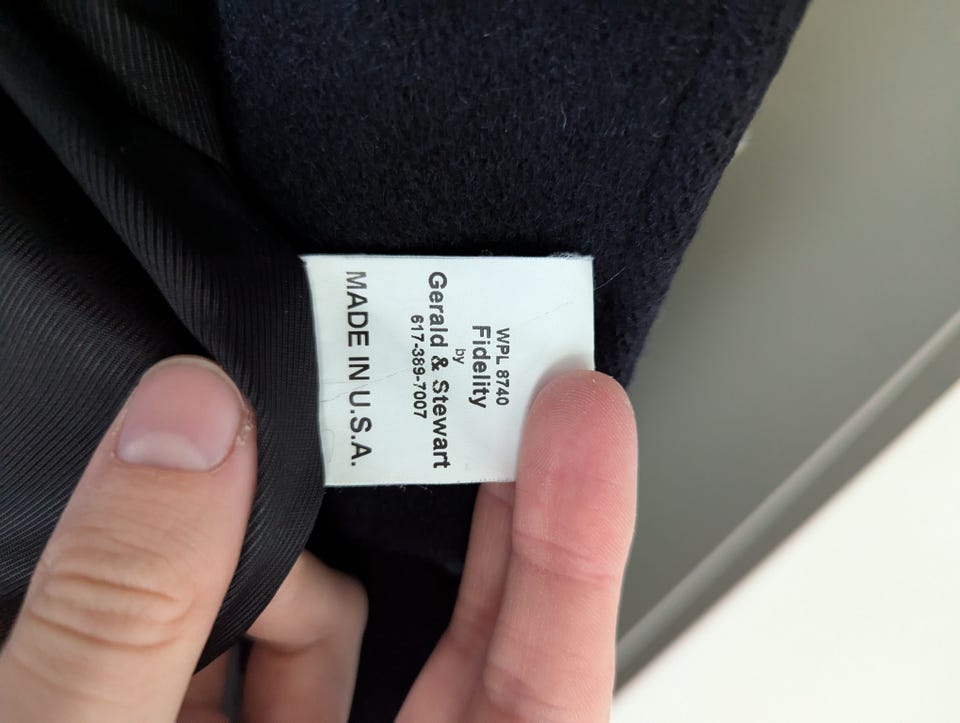 WPL 8740
Fidelity
by
Gerald & Stewart
617-389-7007
MADE IN U.S.A.